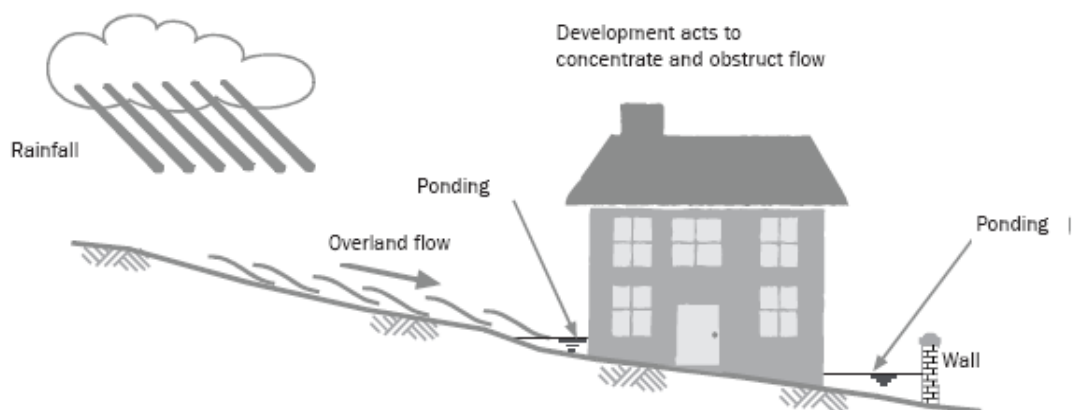 Development acts to
concentrate and obstruct flow
Rainfall
Ponding
Ponding
Overland flow
Wall